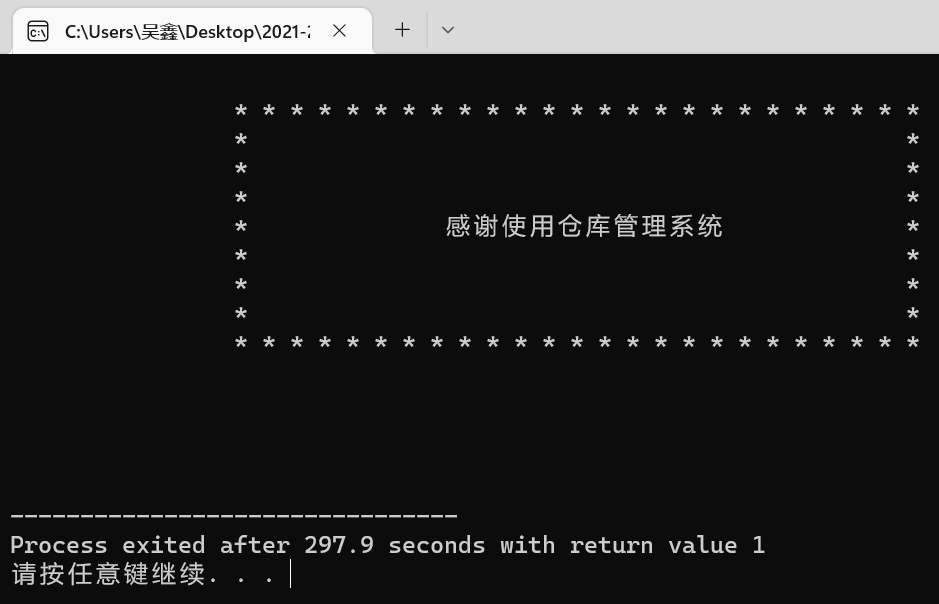 C:\Users\吴鑫\Desktop\2021-2
* * * * * * * * * * * * * * * * * * * * * * * * *
* *
* *
* *
* 感谢使用仓库管理系统 *
* *
* *
* *
* * * * * * * * * * * * * * * * * * * * * * * * *
--------------------------------
Process exited after 297.9 seconds with return value 1
请按任意键继续. . .